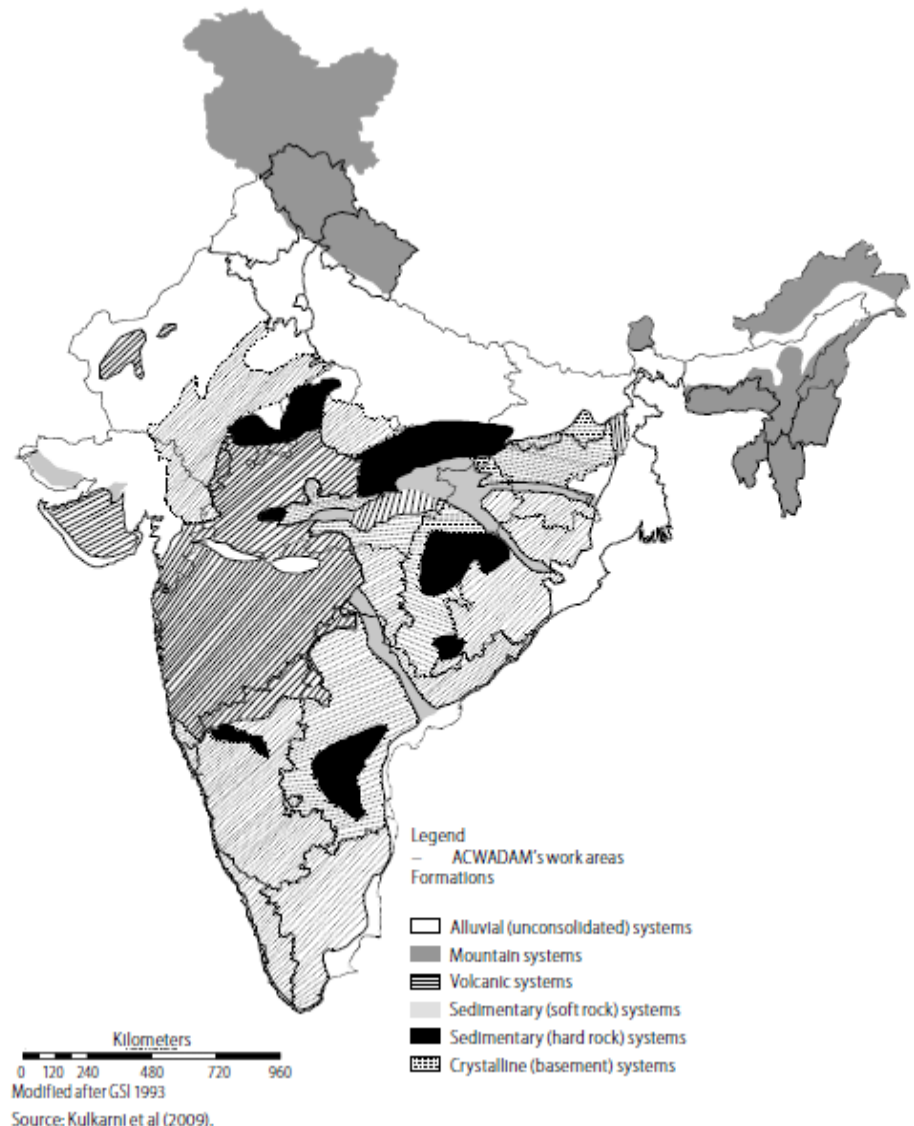 Legend
– ACWADAM's work areas
Formations
Alluvial (unconsolidated) systems
Mountain systems
Volcanic systems
Sedimentary (soft rock) systems
Sedimentary (hard rock) systems
Crystalline (basement) systems
Kilometers
0 120 240 480 720 960
Modified after GSI 1993
Source: Kulkarni et al (2009).